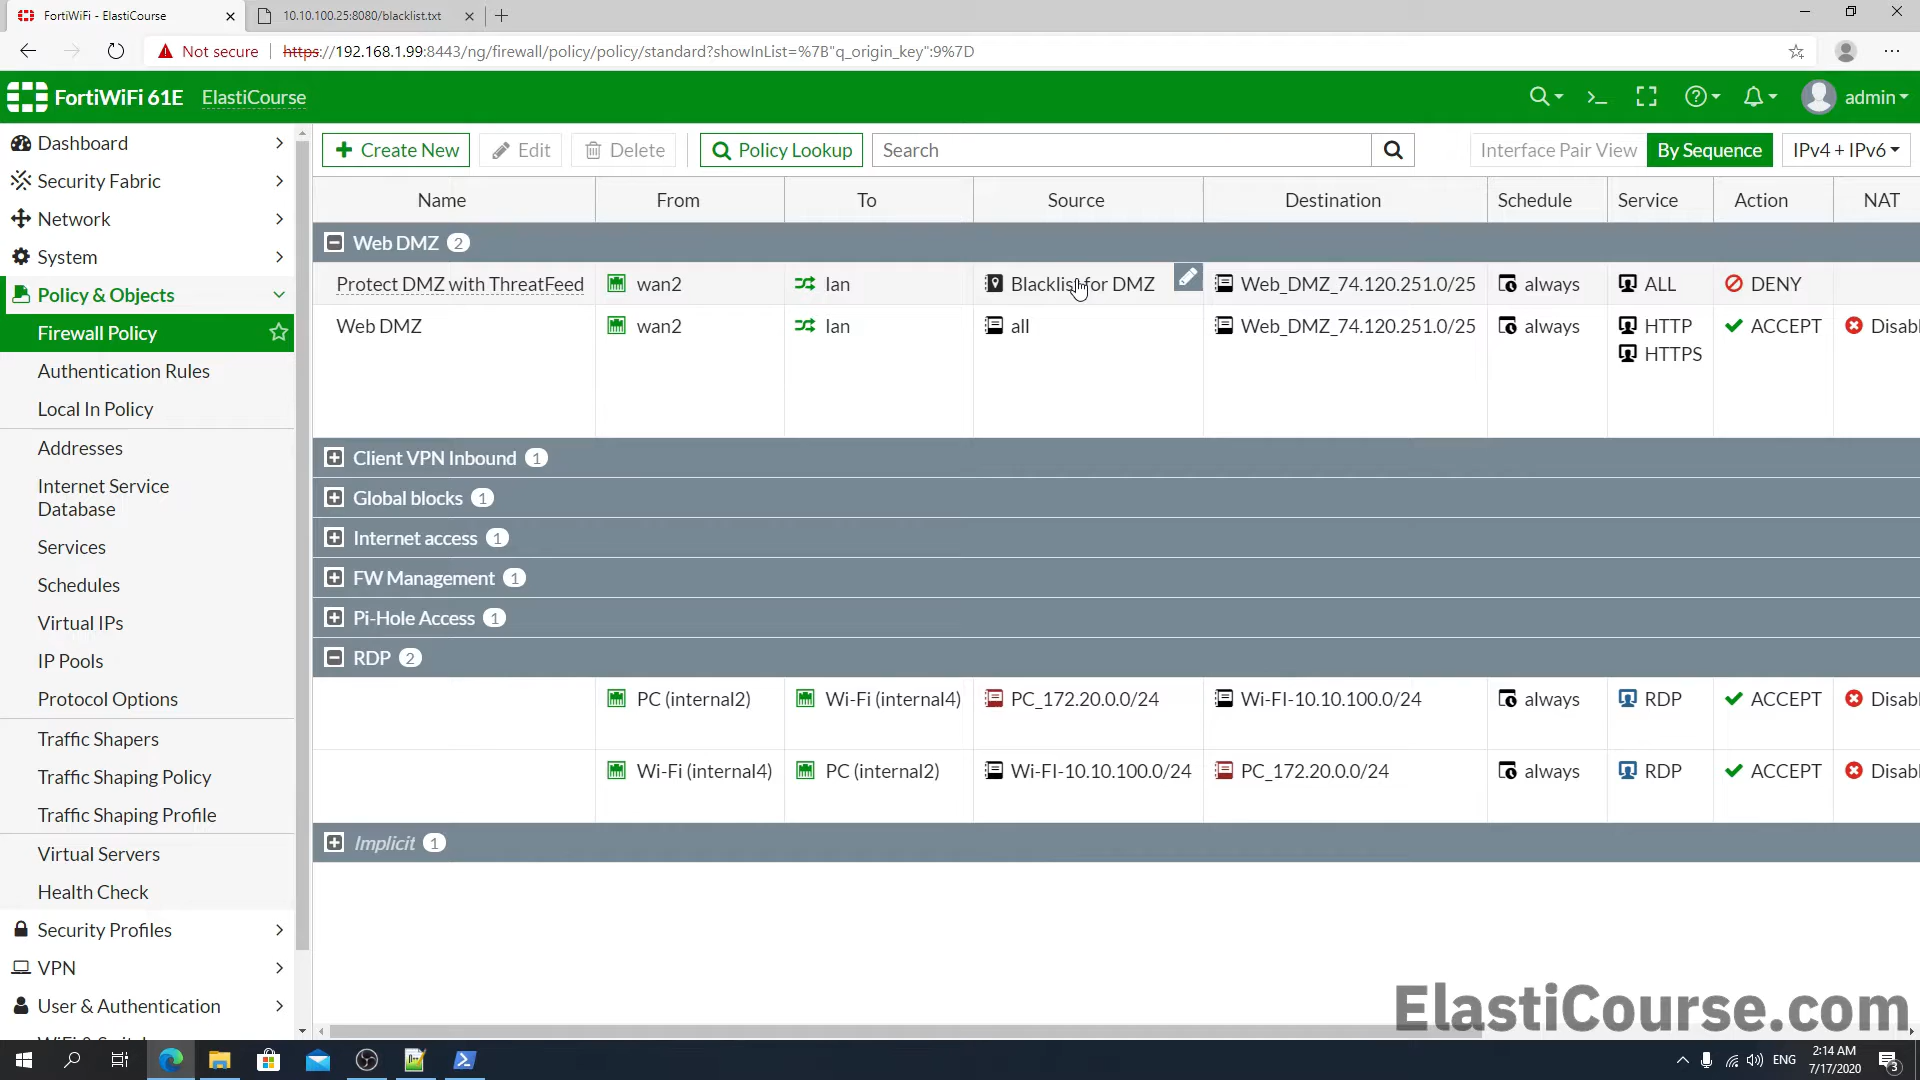 FortiWiFi - ElastiCourse
10.10.100.25:8080/blacklist.txt
Not secure
https://192.168.1.99:8443/ng/firewall/policy/policy/standard?showInList=%7B"q_origin_key":9%7D
FortiWiFi 61E
ElastiCourse
admin
Dashboard
Security Fabric
Network
System
Policy & Objects
Firewall Policy
Authentication Rules
Local In Policy
Addresses
Internet Service
Database
Services
Schedules
Virtual IPs
IP Pools
Protocol Options
Traffic Shapers
Traffic Shaping Policy
Traffic Shaping Profile
Virtual Servers
Health Check
Security Profiles
VPN
User & Authentication
Create New
Edit
Delete
Policy Lookup
Search
Interface Pair View
By Sequence
IPv4 + IPv6
Name From To Source Destination Schedule Service Action NAT
Web DMZ 2
Protect DMZ with ThreatFeed wan2 lan Blacklist for DMZ Web_DMZ_74.120.251.0/25 always ALL DENY
Web DMZ wan2 lan all Web_DMZ_74.120.251.0/25 always HTTP ACCEPT Disabl
HTTPS
Client VPN Inbound 1
Global blocks 1
Internet access 1
FW Management 1
Pi-Hole Access 1
RDP 2
PC (internal2) Wi-Fi (internal4) PC_172.20.0.0/24 Wi-FI-10.10.100.0/24 always RDP ACCEPT Disabl
Wi-Fi (internal4) PC (internal2) Wi-FI-10.10.100.0/24 PC_172.20.0.0/24 always RDP ACCEPT Disabl
Implicit 1
ElastiCourse.com
ENG
2:14 AM
7/17/2020
3